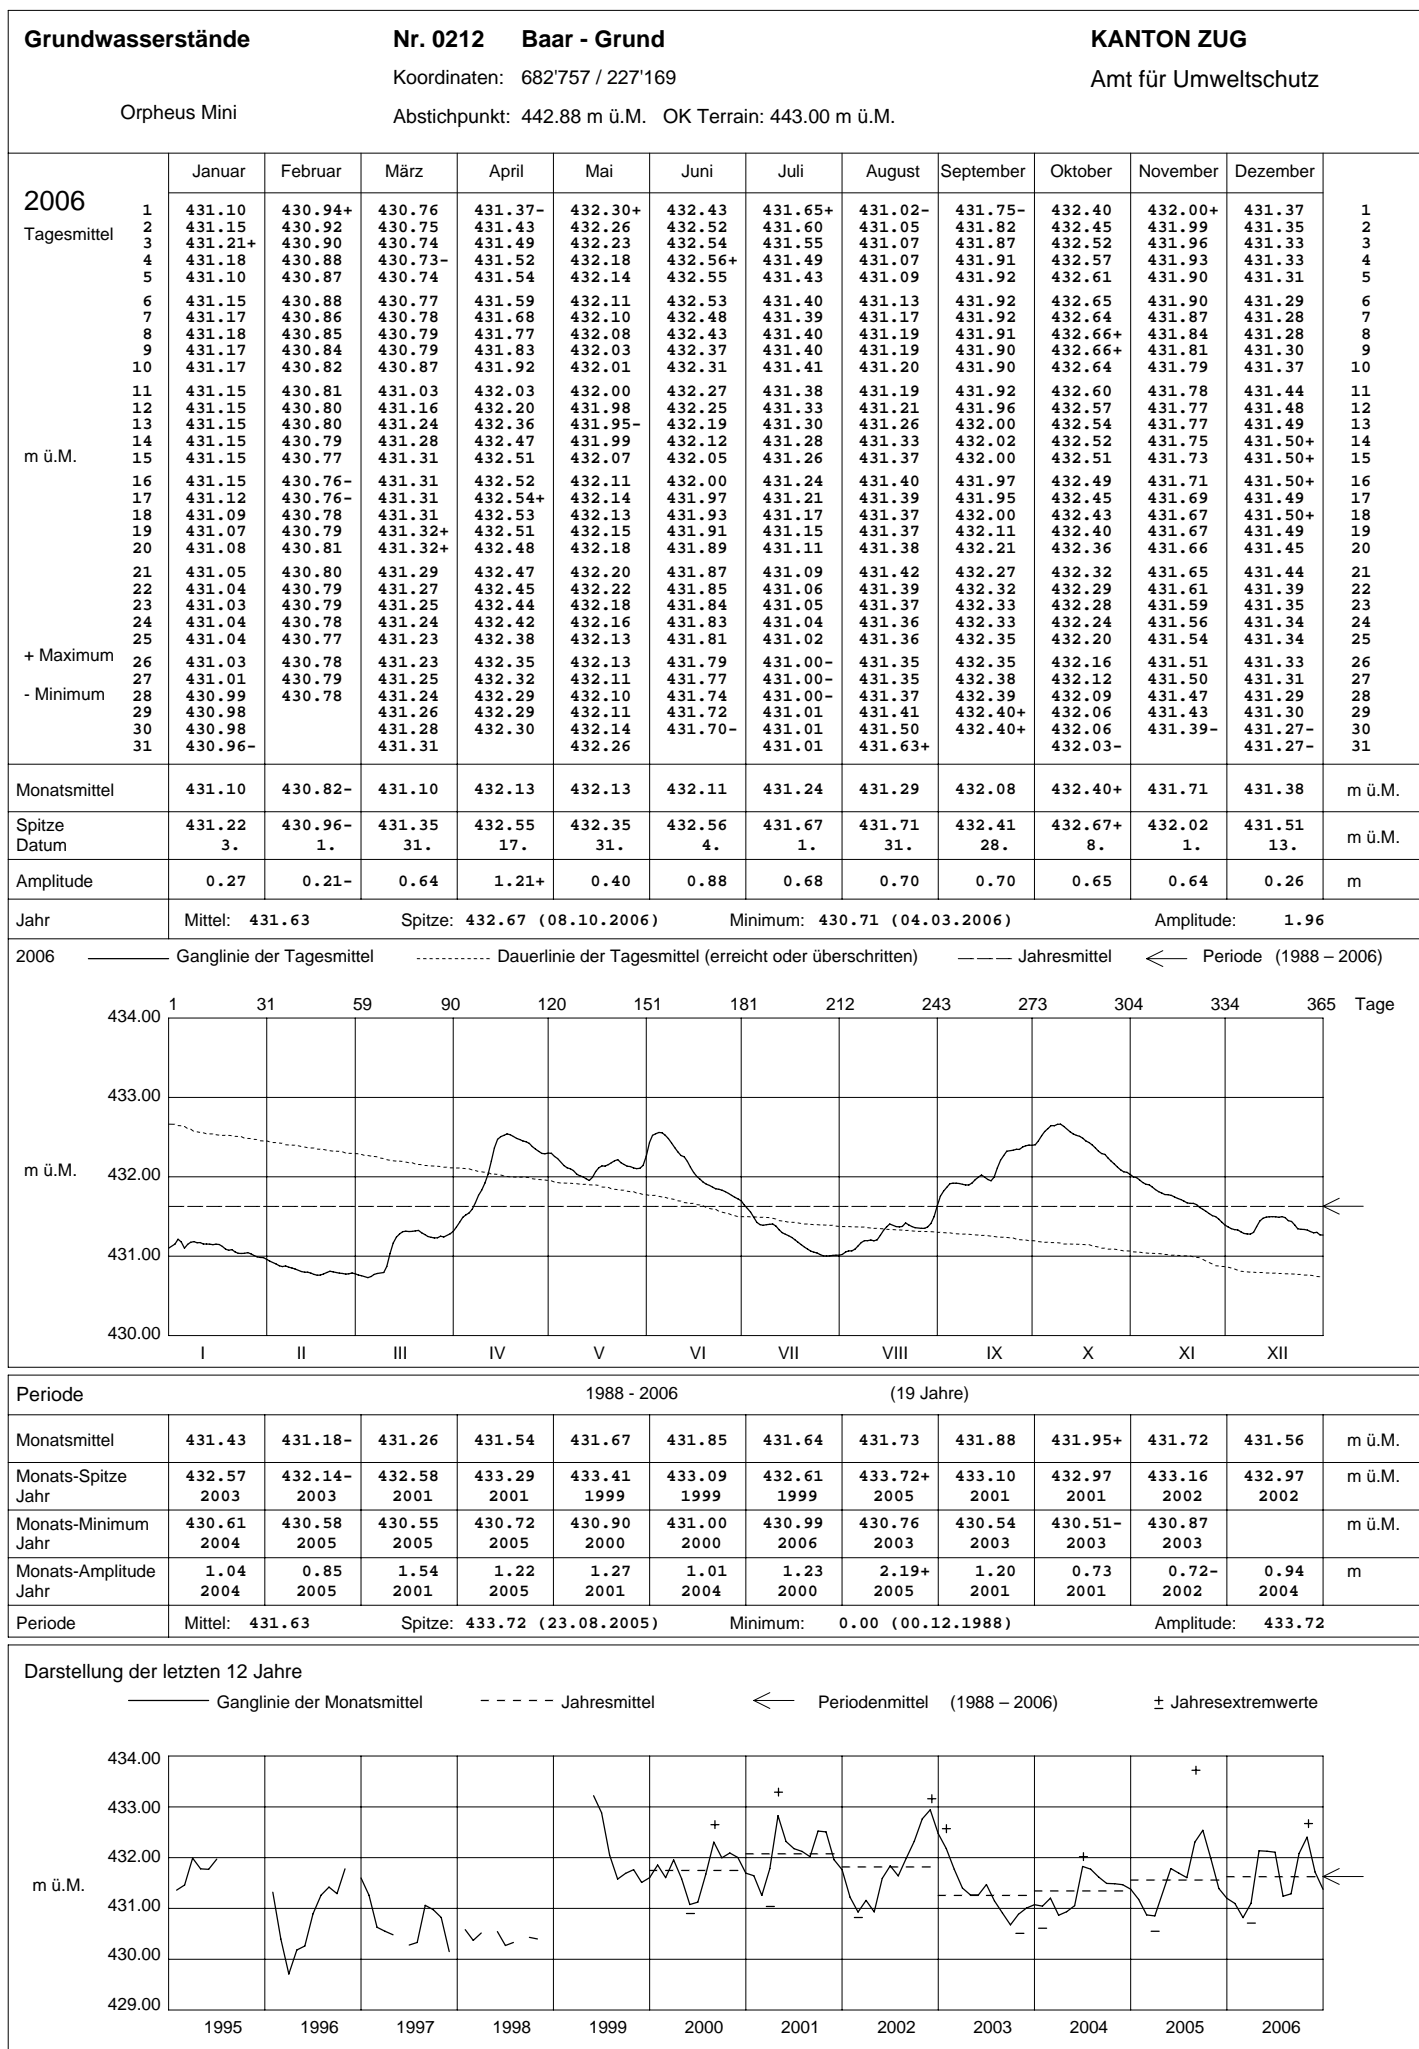 Grundwasserstände Nr. 0212 Baar - Grund KANTON ZUG
Koordinaten: 682'757 / 227'169 Amt für Umweltschutz
Orpheus Mini Abstichpunkt: 442.88 m ü.M. OK Terrain: 443.00 m ü.M.
Januar Februar März April Mai Juni Juli August September Oktober November Dezember
2006
Tagesmittel
m ü.M.
+ Maximum
- Minimum
1 431.10 430.94+ 430.76 431.37- 432.30+ 432.43 431.65+ 431.02- 431.75- 432.40 432.00+ 431.37 1
2 431.15 430.92 430.75 431.43 432.26 432.52 431.60 431.05 431.82 432.45 431.99 431.35 2
3 431.21+ 430.90 430.74 431.49 432.23 432.54 431.55 431.07 431.87 432.52 431.96 431.33 3
4 431.18 430.88 430.73- 431.52 432.18 432.56+ 431.49 431.07 431.91 432.57 431.93 431.33 4
5 431.10 430.87 430.74 431.54 432.14 432.55 431.43 431.09 431.92 432.61 431.90 431.31 5
6 431.15 430.88 430.77 431.59 432.11 432.53 431.40 431.13 431.92 432.65 431.90 431.29 6
7 431.17 430.86 430.78 431.68 432.10 432.48 431.39 431.17 431.92 432.64 431.87 431.28 7
8 431.18 430.85 430.79 431.77 432.08 432.43 431.40 431.19 431.91 432.66+ 431.84 431.28 8
9 431.17 430.84 430.79 431.83 432.03 432.37 431.40 431.19 431.90 432.66+ 431.81 431.30 9
10 431.17 430.82 430.87 431.92 432.01 432.31 431.41 431.20 431.90 432.64 431.79 431.37 10
11 431.15 430.81 431.03 432.03 432.00 432.27 431.38 431.19 431.92 432.60 431.78 431.44 11
12 431.15 430.80 431.16 432.20 431.98 432.25 431.33 431.21 431.96 432.57 431.77 431.48 12
13 431.15 430.80 431.24 432.36 431.95- 432.19 431.30 431.26 432.00 432.54 431.77 431.49 13
14 431.15 430.79 431.28 432.47 431.99 432.12 431.28 431.33 432.02 432.52 431.75 431.50+ 14
15 431.15 430.77 431.31 432.51 432.07 432.05 431.26 431.37 432.00 432.51 431.73 431.50+ 15
16 431.15 430.76- 431.31 432.52 432.11 432.00 431.24 431.40 431.97 432.49 431.71 431.50+ 16
17 431.12 430.76- 431.31 432.54+ 432.14 431.97 431.21 431.39 431.95 432.45 431.69 431.49 17
18 431.09 430.78 431.31 432.53 432.13 431.93 431.17 431.37 432.00 432.43 431.67 431.50+ 18
19 431.07 430.79 431.32+ 432.51 432.15 431.91 431.15 431.37 432.11 432.40 431.67 431.49 19
20 431.08 430.81 431.32+ 432.48 432.18 431.89 431.11 431.38 432.21 432.36 431.66 431.45 20
21 431.05 430.80 431.29 432.47 432.20 431.87 431.09 431.42 432.27 432.32 431.65 431.44 21
22 431.04 430.79 431.27 432.45 432.22 431.85 431.06 431.39 432.32 432.29 431.61 431.39 22
23 431.03 430.79 431.25 432.44 432.18 431.84 431.05 431.37 432.33 432.28 431.59 431.35 23
24 431.04 430.78 431.24 432.42 432.16 431.83 431.04 431.36 432.33 432.24 431.56 431.34 24
25 431.04 430.77 431.23 432.38 432.13 431.81 431.02 431.36 432.35 432.20 431.54 431.34 25
26 431.03 430.78 431.23 432.35 432.13 431.79 431.00- 431.35 432.35 432.16 431.51 431.33 26
27 431.01 430.79 431.25 432.32 432.11 431.77 431.00- 431.35 432.38 432.12 431.50 431.31 27
28 430.99 430.78 431.24 432.29 432.10 431.74 431.00- 431.37 432.39 432.09 431.47 431.29 28
29 430.98 431.26 432.29 432.11 431.72 431.01 431.41 432.40+ 432.06 431.43 431.30 29
30 430.98 431.28 432.30 432.14 431.70- 431.01 431.50 432.40+ 432.06 431.39- 431.27- 30
31 430.96- 431.31 432.26 431.01 431.63+ 432.03- 431.27- 31
Monatsmittel 431.10 430.82- 431.10 432.13 432.13 432.11 431.24 431.29 432.08 432.40+ 431.71 431.38 m ü.M.
Spitze 431.22 430.96- 431.35 432.55 432.35 432.56 431.67 431.71 432.41 432.67+ 432.02 431.51 m ü.M.
Datum 3. 1. 31. 17. 31. 4. 1. 31. 28. 8. 1. 13.
Amplitude 0.27 0.21- 0.64 1.21+ 0.40 0.88 0.68 0.70 0.70 0.65 0.64 0.26 m
Jahr Mittel: 431.63 Spitze: 432.67 (08.10.2006) Minimum: 430.71 (04.03.2006) Amplitude: 1.96
2006 Ganglinie der Tagesmittel Dauerlinie der Tagesmittel (erreicht oder überschritten) Jahresmittel Periode (1988 – 2006)
1 31 59 90 120 151 181 212 243 273 304 334 365 Tage
434.00
433.00
432.00
m ü.M.
431.00
430.00
I II III IV V VI VII VIII IX X XI XII
Periode 1988 - 2006 (19 Jahre)
Monatsmittel 431.43 431.18- 431.26 431.54 431.67 431.85 431.64 431.73 431.88 431.95+ 431.72 431.56 m ü.M.
Monats-Spitze 432.57 432.14- 432.58 433.29 433.41 433.09 432.61 433.72+ 433.10 432.97 433.16 432.97 m ü.M.
Jahr 2003 2003 2001 2001 1999 1999 1999 2005 2001 2001 2002 2002
Monats-Minimum 430.61 430.58 430.55 430.72 430.90 431.00 430.99 430.76 430.54 430.51- 430.87 m ü.M.
Jahr 2004 2005 2005 2005 2000 2000 2006 2003 2003 2003 2003
Monats-Amplitude 1.04 0.85 1.54 1.22 1.27 1.01 1.23 2.19+ 1.20 0.73 0.72- 0.94 m
Jahr 2004 2005 2001 2005 2001 2004 2000 2005 2001 2001 2002 2004
Periode Mittel: 431.63 Spitze: 433.72 (23.08.2005) Minimum: 0.00 (00.12.1988) Amplitude: 433.72
Darstellung der letzten 12 Jahre
Ganglinie der Monatsmittel Jahresmittel Periodenmittel (1988 – 2006) ± Jahresextremwerte
434.00
433.00
432.00
m ü.M.
431.00
430.00
429.00
1995 1996 1997 1998 1999 2000 2001 2002 2003 2004 2005 2006